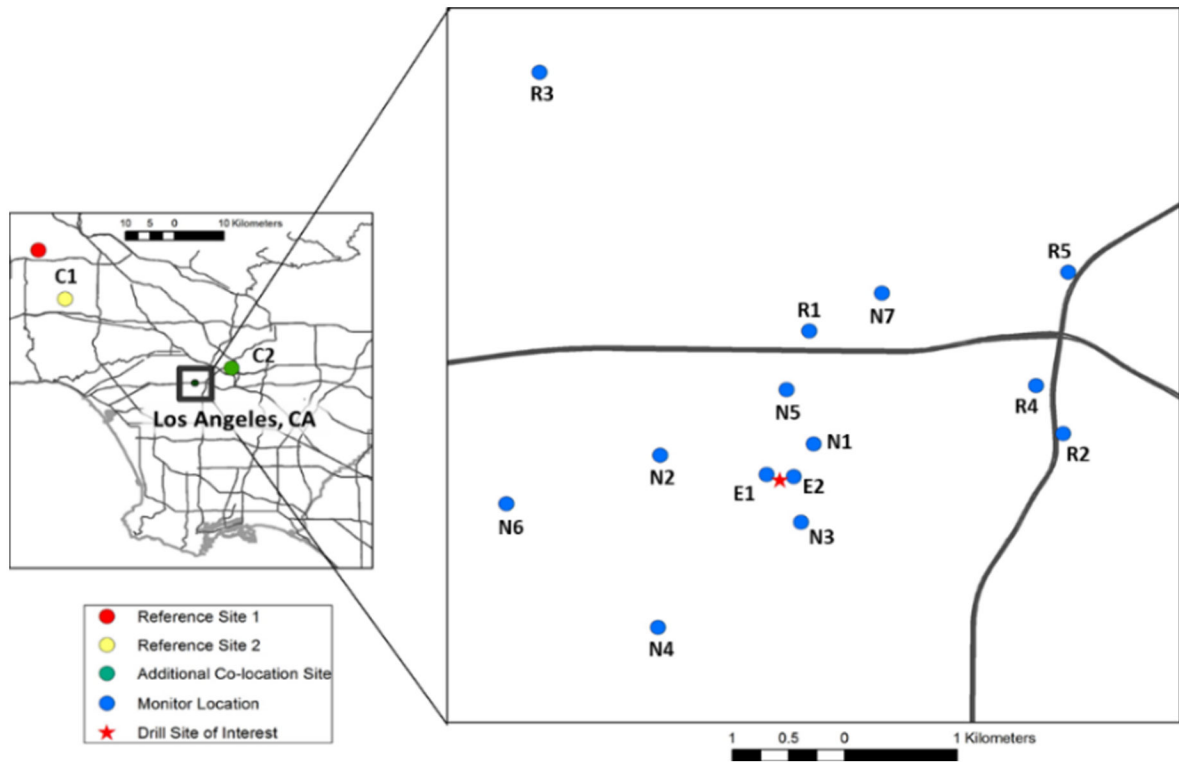 R3
10 5 0 10 Kilometers
C1
C2
Los Angeles, CA
R5
N7
R1
N5
R4
N1
R2
N2
E1
E2
N6
N3
N4
Reference Site 1
Reference Site 2
Additional Co-location Site
Monitor Location
Drill Site of Interest
1 0.5 0 1 Kilometers